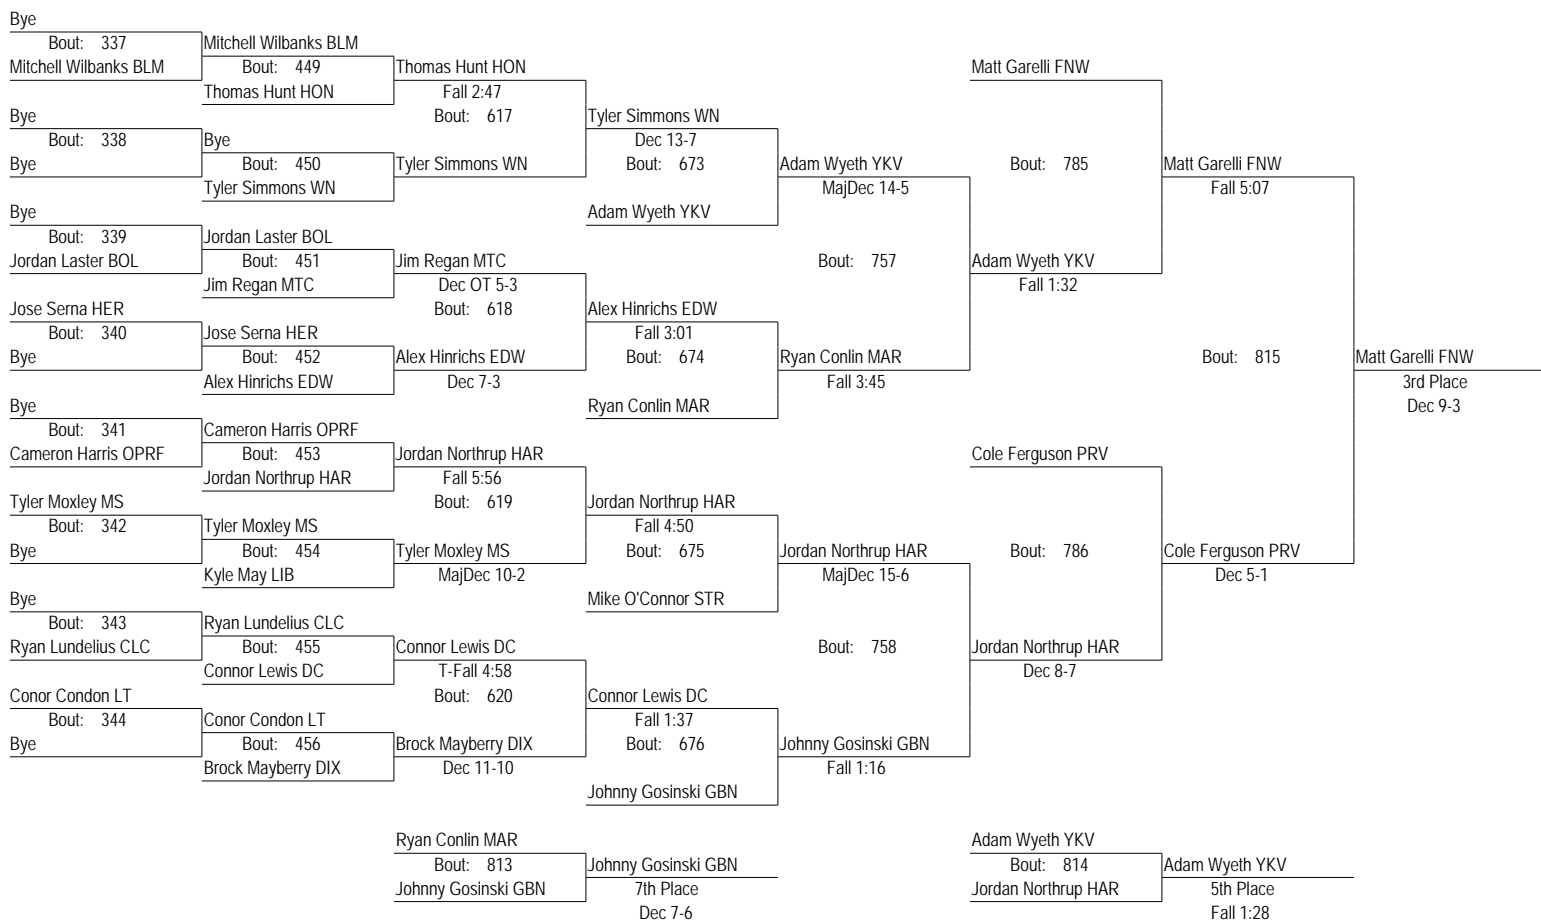 Bye
Bout: 337 Mitchell Wilbanks BLM
Mitchell Wilbanks BLM Bout: 449 Thomas Hunt HON Matt Garelli FNW
Thomas Hunt HON Fall 2:47
Bye Bout: 617 Tyler Simmons WN
Bout: 338 Bye Dec 13-7
Bye Bout: 450 Tyler Simmons WN Bout: 673 Adam Wyeth YKV Bout: 785 Matt Garelli FNW
Tyler Simmons WN MajDec 14-5 Fall 5:07
Bye Adam Wyeth YKV
Bout: 339 Jordan Laster BOL
Jordan Laster BOL Bout: 451 Jim Regan MTC Bout: 757 Adam Wyeth YKV
Jim Regan MTC Dec OT 5-3 Fall 1:32
Jose Serna HER Bout: 618 Alex Hinrichs EDW
Bout: 340 Jose Serna HER Fall 3:01
Bye Bout: 452 Alex Hinrichs EDW Bout: 674 Ryan Conlin MAR Bout: 815 Matt Garelli FNW
Alex Hinrichs EDW Dec 7-3 Fall 3:45 3rd Place
Bye Ryan Conlin MAR Dec 9-3
Bout: 341 Cameron Harris OPRF
Cameron Harris OPRF Bout: 453 Jordan Northrup HAR Cole Ferguson PRV
Jordan Northrup HAR Fall 5:56
Tyler Moxley MS Bout: 619 Jordan Northrup HAR
Bout: 342 Tyler Moxley MS Fall 4:50
Bye Bout: 454 Tyler Moxley MS Bout: 675 Jordan Northrup HAR Bout: 786 Cole Ferguson PRV
Kyle May LIB MajDec 10-2 MajDec 15-6 Dec 5-1
Bye Mike O'Connor STR
Bout: 343 Ryan Lundelius CLC
Ryan Lundelius CLC Bout: 455 Connor Lewis DC Bout: 758 Jordan Northrup HAR
Connor Lewis DC T-Fall 4:58 Dec 8-7
Conor Condon LT Bout: 620 Connor Lewis DC
Bout: 344 Conor Condon LT Fall 1:37
Bye Bout: 456 Brock Mayberry DIX Bout: 676 Johnny Gosinski GBN
Brock Mayberry DIX Dec 11-10 Fall 1:16
Johnny Gosinski GBN
Ryan Conlin MAR Adam Wyeth YKV
Bout: 813 Johnny Gosinski GBN Bout: 814 Adam Wyeth YKV
Johnny Gosinski GBN 7th Place Jordan Northrup HAR 5th Place
Dec 7-6 Fall 1:28